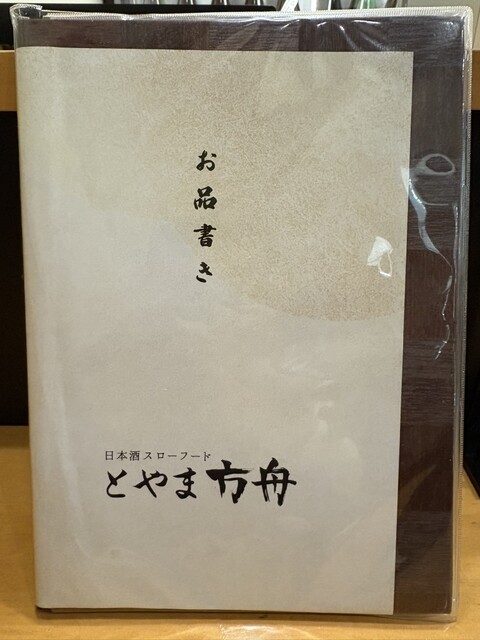 お品書き
日本酒スローフード
とやま方舟